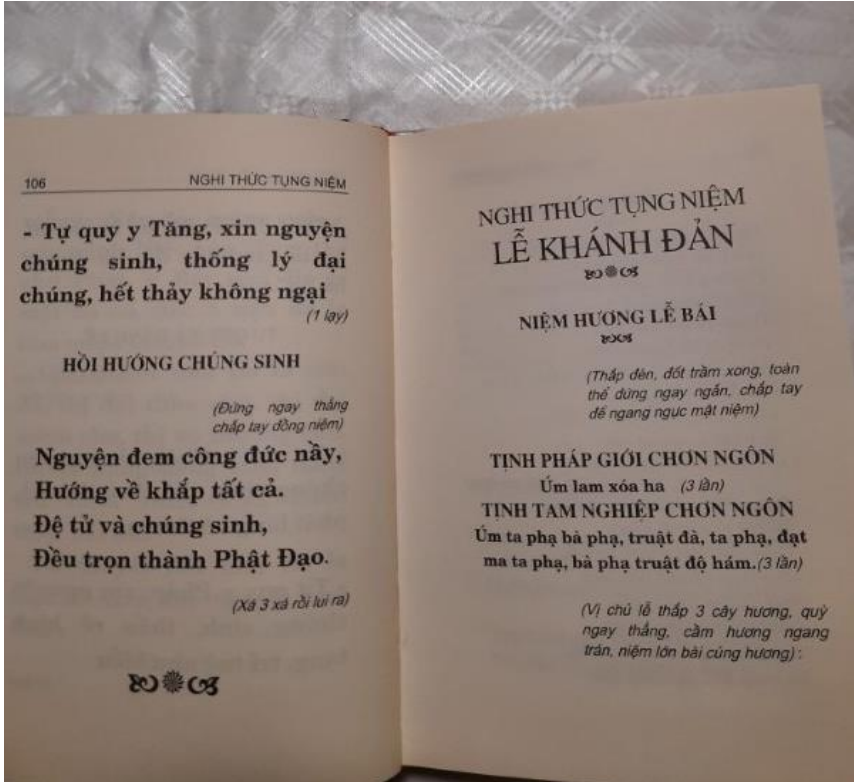 106 NGHI THỨC TỤNG NIỆM
- Tự quy y Tăng, xin nguyện
chúng sinh, thống lý đại
chúng, hết thảy không ngại
(1 lạy)
HỒI HƯỚNG CHÚNG SINH
(Đứng ngay thẳng
chắp tay đồng niệm)
Nguyện đem công đức nầy,
Hướng về khắp tất cả.
Đệ tử và chúng sinh,
Đều trọn thành Phật Đạo.
(Xá 3 xá rồi lui ra)
NGHI THỨC TỤNG NIỆM
LỄ KHÁNH ĐẢN
NIỆM HƯƠNG LỄ BÁI
(Thắp đèn, đốt trầm xong, toàn
thể đứng ngay ngắn, chắp tay
để ngang ngực mật niệm)
TỊNH PHÁP GIỚI CHƠN NGÔN
Úm lam xóa ha (3 lần)
TỊNH TAM NGHIỆP CHƠN NGÔN
Úm ta phạ bà phạ, truật đà, ta phạ, đạt
ma ta phạ, bà phạ truật độ hám.(3 lần)
(Vị chủ lễ thắp 3 cây hương, quỳ
ngay thẳng, cầm hương ngang
trán, niệm lớn bài cúng hương) :